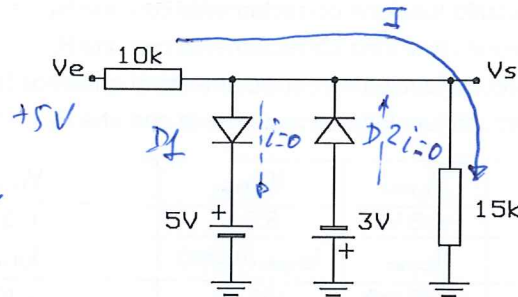 I
10k
Ve
Vs
+5V
D1
i=0
D2
i=0
5V
+
3V
+
15k